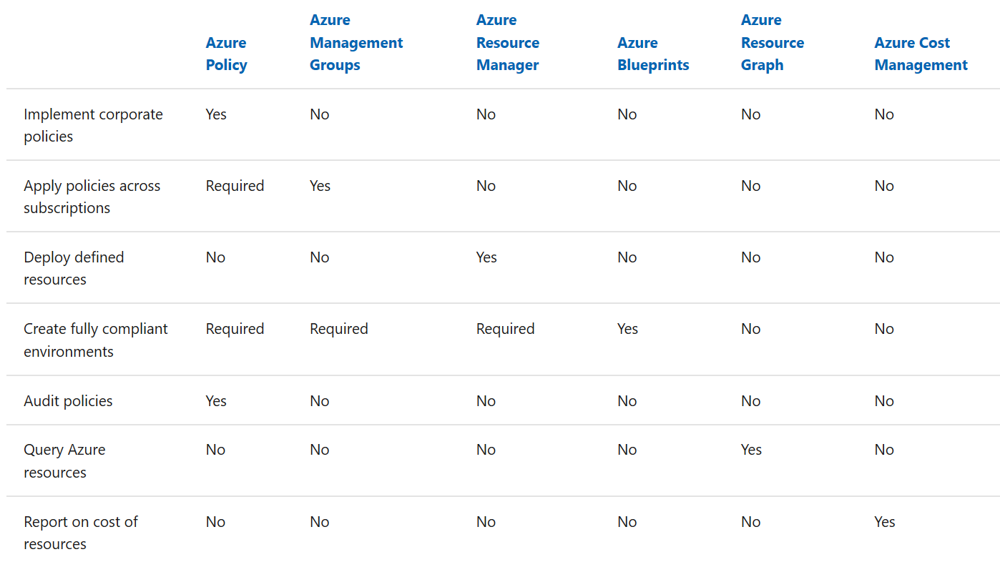 Azure Policy Azure Management Groups Azure Resource Manager Azure Blueprints Azure Resource Graph Azure Cost Management
Implement corporate policies Yes No No No No No
Apply policies across subscriptions Required Yes No No No No
Deploy defined resources No No Yes No No No
Create fully compliant environments Required Required Required Yes No No
Audit policies Yes No No No No No
Query Azure resources No No No No Yes No
Report on cost of resources No No No No No Yes